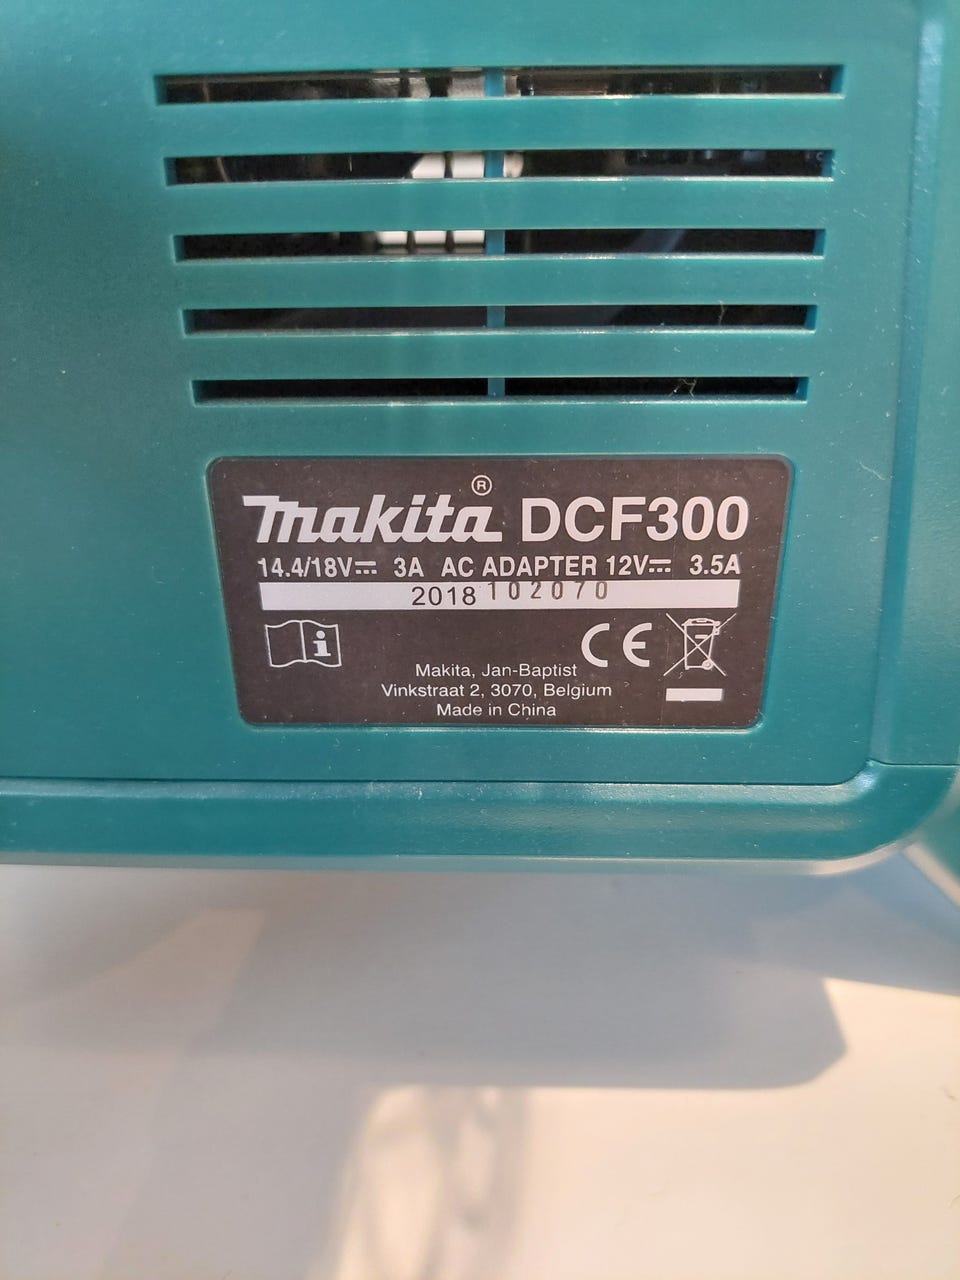 makita® DCF300
14.4/18V⎓ 3A AC ADAPTER 12V⎓ 3.5A
2018 102070
i
CE
Makita, Jan-Baptist
Vinkstraat 2, 3070, Belgium
Made in China